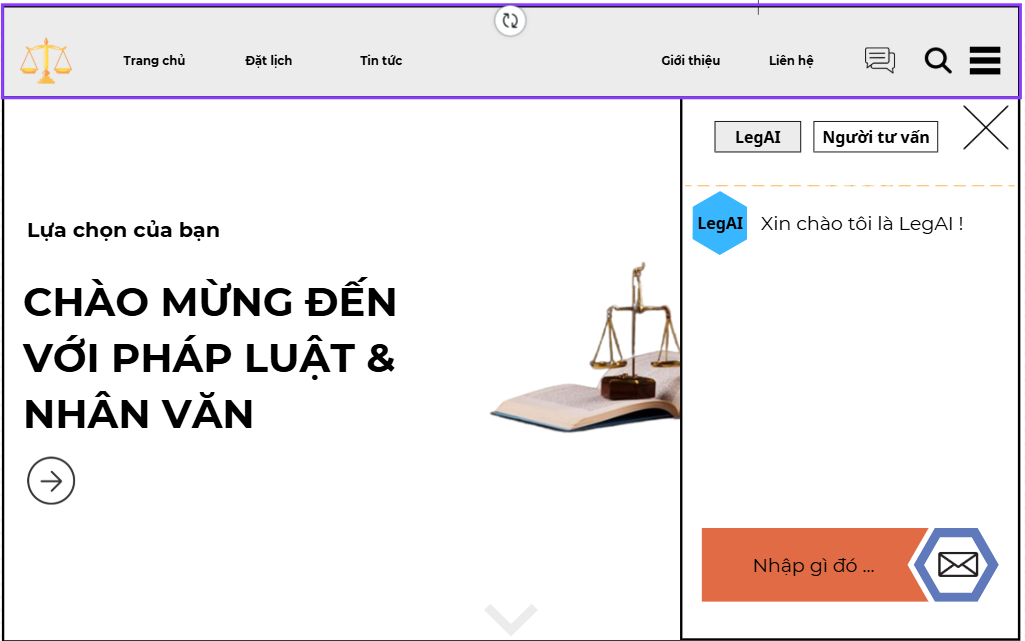 Trang chủ
Đặt lịch
Tin tức
Giới thiệu
Liên hệ
LegAI
Người tư vấn
LegAI
Xin chào tôi là LegAI !
Lựa chọn của bạn
CHÀO MỪNG ĐẾN
VỚI PHÁP LUẬT &
NHÂN VĂN
Nhập gì đó ...